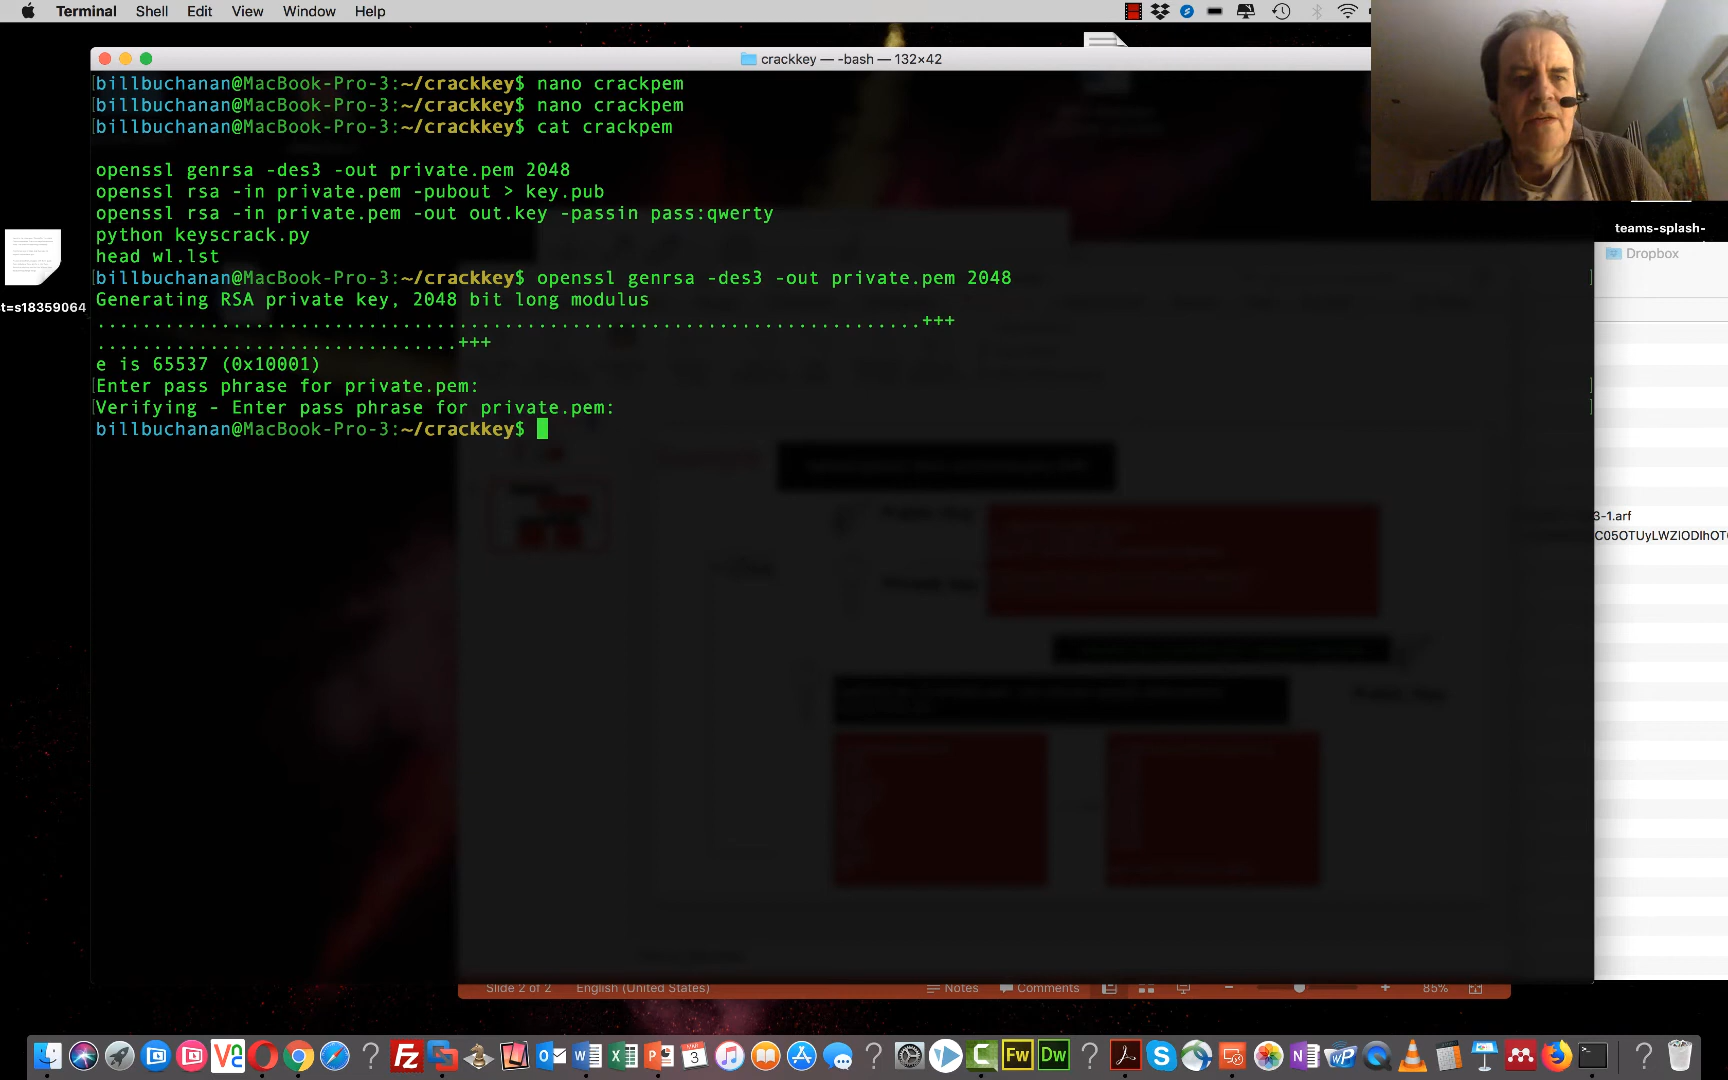 Terminal Shell Edit View Window Help
crackkey — -bash — 132×42
billbuchanan@MacBook-Pro-3:~/crackkey$ nano crackpem
billbuchanan@MacBook-Pro-3:~/crackkey$ nano crackpem
billbuchanan@MacBook-Pro-3:~/crackkey$ cat crackpem
openssl genrsa -des3 -out private.pem 2048
openssl rsa -in private.pem -pubout > key.pub
openssl rsa -in private.pem -out out.key -passin pass:qwerty
python keyscrack.py
head wl.lst
billbuchanan@MacBook-Pro-3:~/crackkey$ openssl genrsa -des3 -out private.pem 2048
Generating RSA private key, 2048 bit long modulus
.........................................................................+++
................................+++
e is 65537 (0x10001)
Enter pass phrase for private.pem:
Verifying - Enter pass phrase for private.pem:
billbuchanan@MacBook-Pro-3:~/crackkey$
t=s18359064
teams-splash-
Dropbox
3-1.arf
C05OTUyLWZlODlhOT
Slide 2 of 2 English (United States) Notes Comments 85%
VNC Fz W X P 3 Fw Dw S N wP